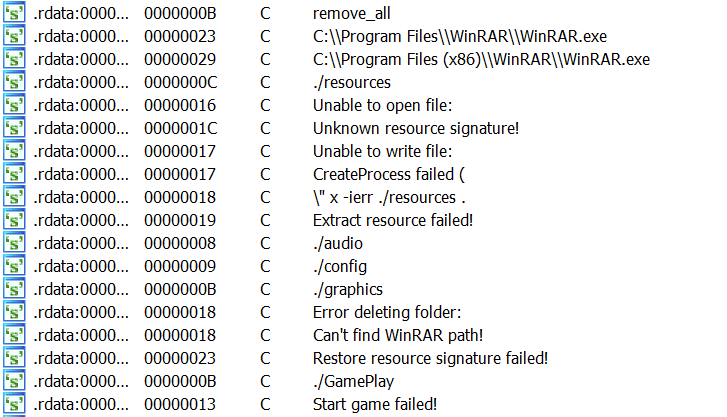 .rdata:0000... 0000000B C remove_all
.rdata:0000... 00000023 C C:\\Program Files\\WinRAR\\WinRAR.exe
.rdata:0000... 00000029 C C:\\Program Files (x86)\\WinRAR\\WinRAR.exe
.rdata:0000... 0000000C C ./resources
.rdata:0000... 00000016 C Unable to open file:
.rdata:0000... 0000001C C Unknown resource signature!
.rdata:0000... 00000017 C Unable to write file:
.rdata:0000... 00000017 C CreateProcess failed (
.rdata:0000... 00000018 C \" x -ierr ./resources .
.rdata:0000... 00000019 C Extract resource failed!
.rdata:0000... 00000008 C ./audio
.rdata:0000... 00000009 C ./config
.rdata:0000... 0000000B C ./graphics
.rdata:0000... 00000018 C Error deleting folder:
.rdata:0000... 00000018 C Can't find WinRAR path!
.rdata:0000... 00000023 C Restore resource signature failed!
.rdata:0000... 0000000B C ./GamePlay
.rdata:0000... 00000013 C Start game failed!